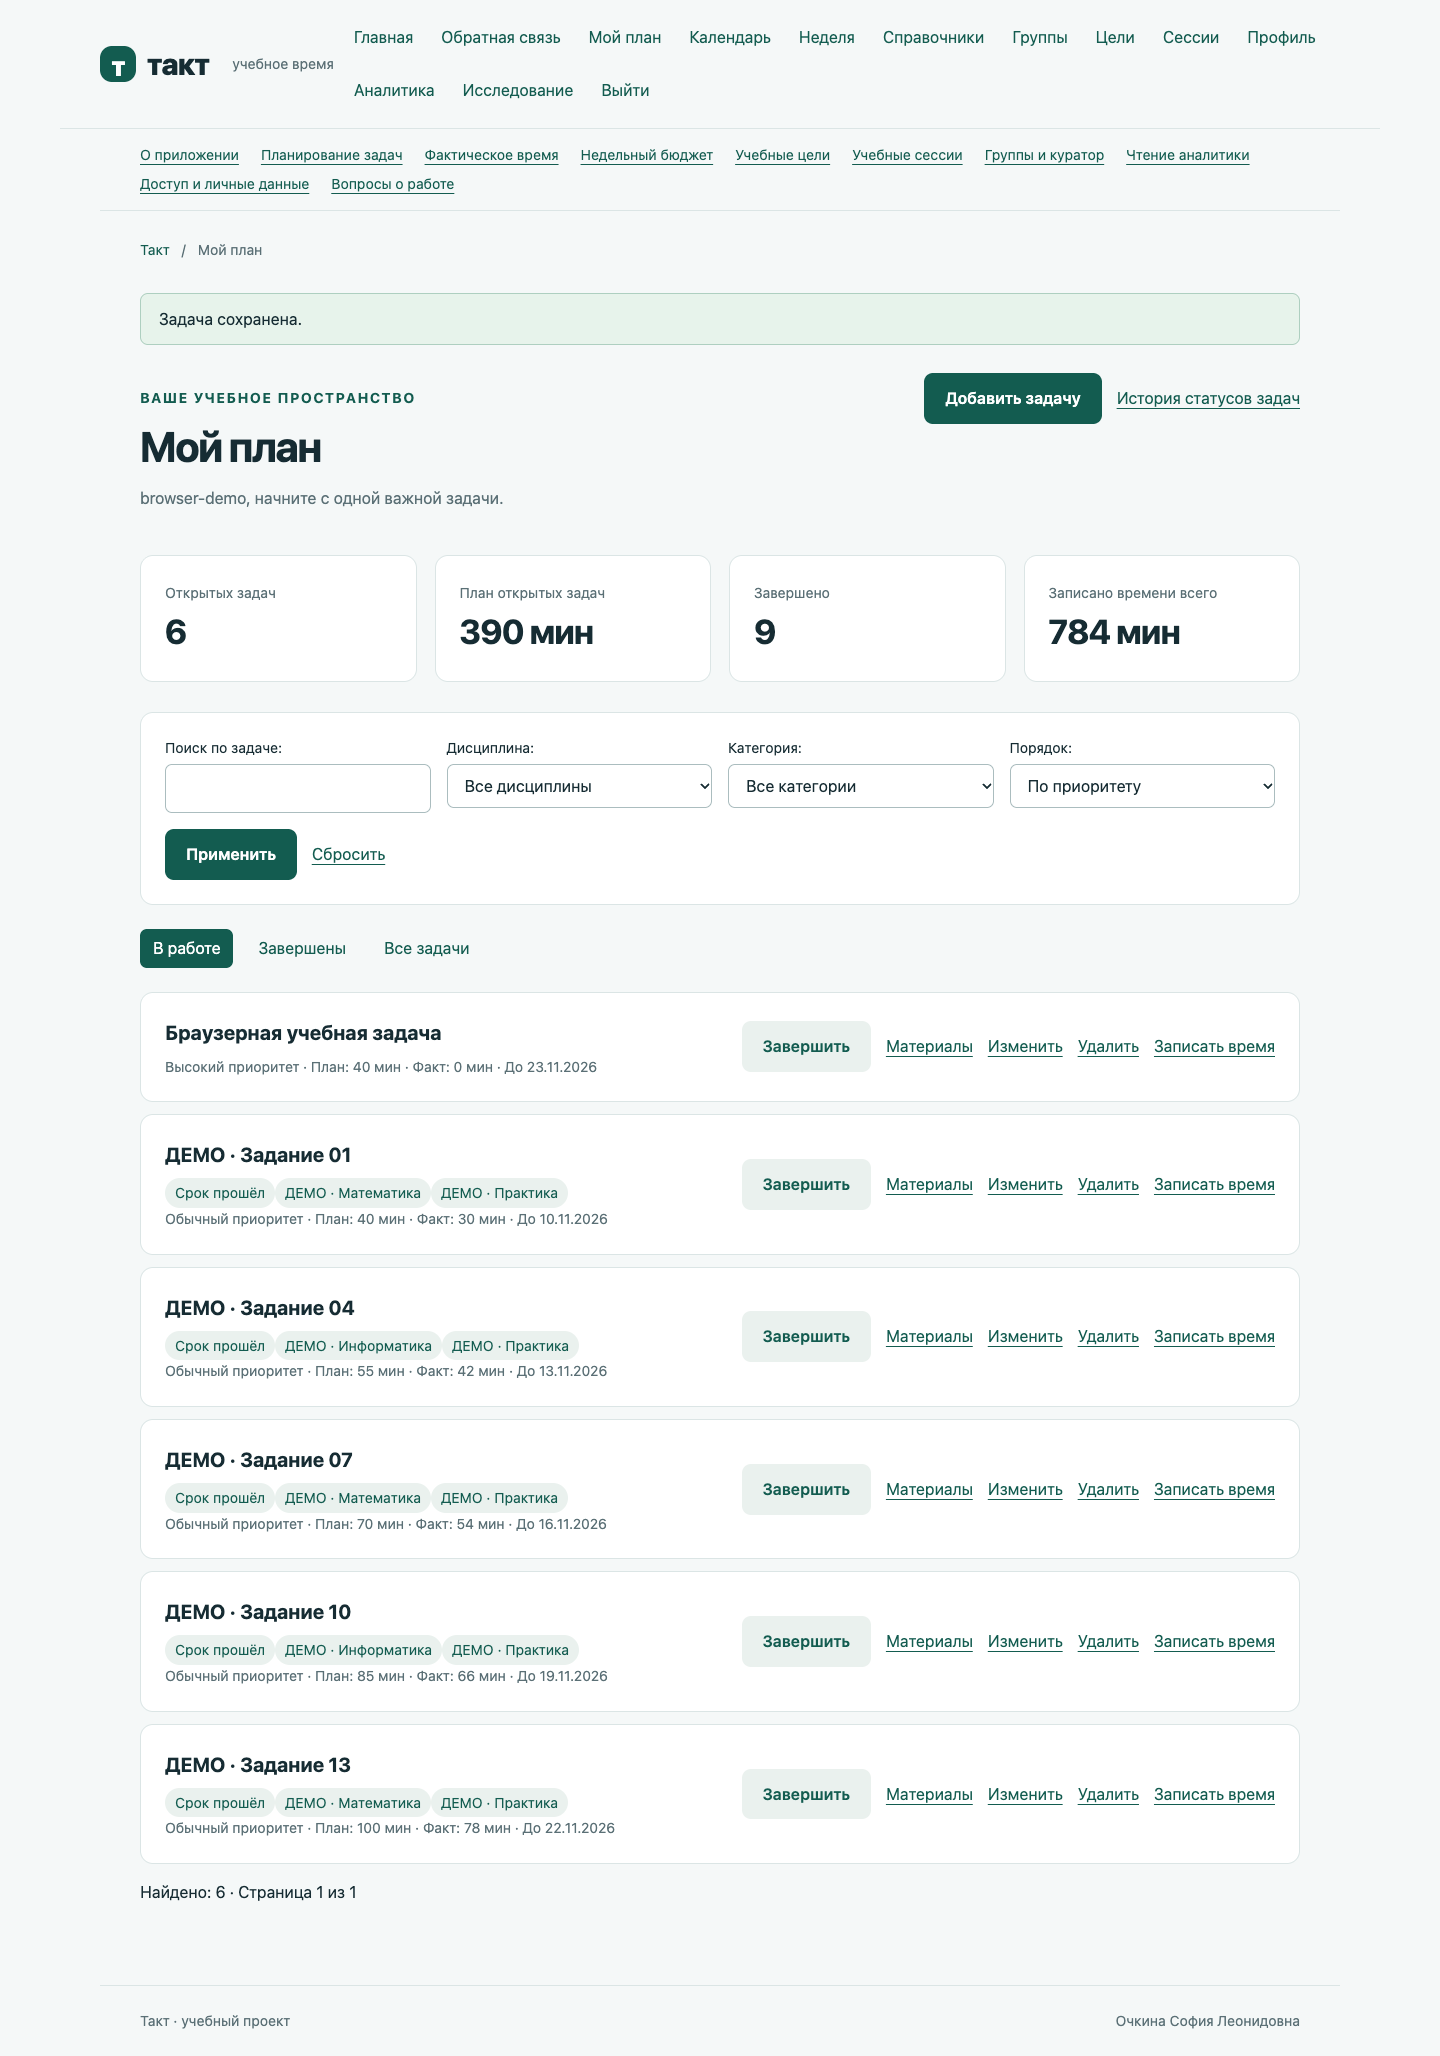 т такт учебное время
Главная Обратная связь Мой план Календарь Неделя Справочники Группы Цели Сессии Профиль
Аналитика Исследование Выйти
О приложении Планирование задач Фактическое время Недельный бюджет Учебные цели Учебные сессии Группы и куратор Чтение аналитики
Доступ и личные данные Вопросы о работе
Такт / Мой план
Задача сохранена.
ВАШЕ УЧЕБНОЕ ПРОСТРАНСТВО
Добавить задачу История статусов задач
Мой план
browser-demo, начните с одной важной задачи.
Открытых задач
6
План открытых задач
390 мин
Завершено
9
Записано времени всего
784 мин
Поиск по задаче: Дисциплина: Категория: Порядок:
Все дисциплины Все категории По приоритету
Применить Сбросить
В работе Завершены Все задачи
Браузерная учебная задача
Высокий приоритет · План: 40 мин · Факт: 0 мин · До 23.11.2026
Завершить Материалы Изменить Удалить Записать время
ДЕМО · Задание 01
Срок прошёл ДЕМО · Математика ДЕМО · Практика
Обычный приоритет · План: 40 мин · Факт: 30 мин · До 10.11.2026
Завершить Материалы Изменить Удалить Записать время
ДЕМО · Задание 04
Срок прошёл ДЕМО · Информатика ДЕМО · Практика
Обычный приоритет · План: 55 мин · Факт: 42 мин · До 13.11.2026
Завершить Материалы Изменить Удалить Записать время
ДЕМО · Задание 07
Срок прошёл ДЕМО · Математика ДЕМО · Практика
Обычный приоритет · План: 70 мин · Факт: 54 мин · До 16.11.2026
Завершить Материалы Изменить Удалить Записать время
ДЕМО · Задание 10
Срок прошёл ДЕМО · Информатика ДЕМО · Практика
Обычный приоритет · План: 85 мин · Факт: 66 мин · До 19.11.2026
Завершить Материалы Изменить Удалить Записать время
ДЕМО · Задание 13
Срок прошёл ДЕМО · Математика ДЕМО · Практика
Обычный приоритет · План: 100 мин · Факт: 78 мин · До 22.11.2026
Завершить Материалы Изменить Удалить Записать время
Найдено: 6 · Страница 1 из 1
Такт · учебный проект
Очкина София Леонидовна